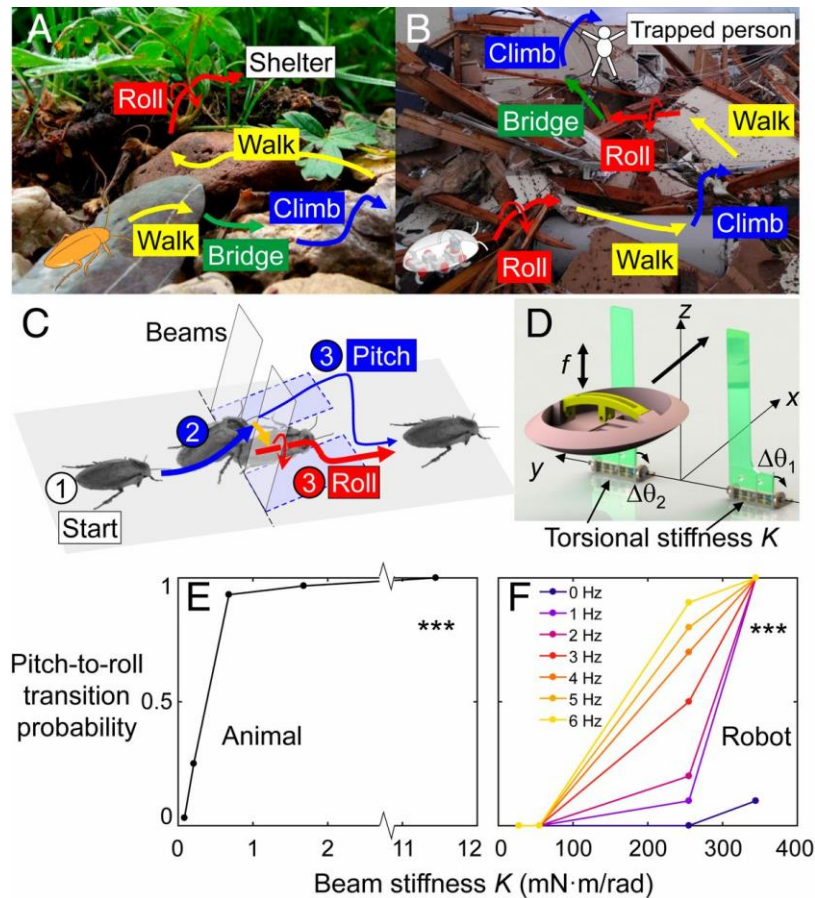 A
Shelter
Roll
Walk
Climb
Walk
Bridge
B
Trapped person
Climb
Bridge
Walk
Roll
Climb
Roll
Walk
C
Beams
3 Pitch
2
1
3 Roll
Start
D
z
f
x
y
Δθ1
Δθ2
Torsional stiffness K
Pitch-to-roll
transition
probability
E
1
0.5
0
***
Animal
0 1 2 11 12
F
0 Hz
1 Hz
2 Hz
3 Hz
4 Hz
5 Hz
6 Hz
***
Robot
0 100 200 300 400
Beam stiffness K (mN·m/rad)